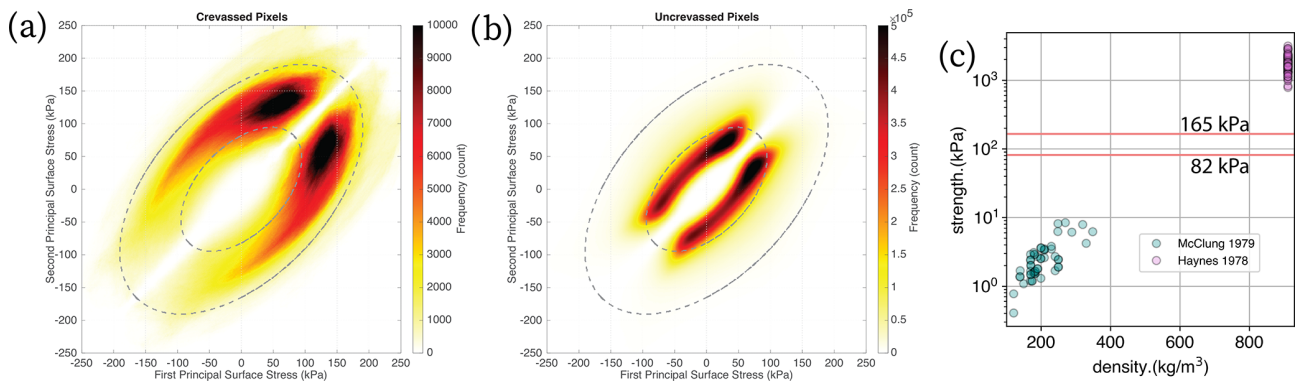 (a)
Crevassed Pixels
Second Principal Surface Stress (kPa)
250
200
150
100
50
0
-50
-100
-150
-200
-250
-250 -200 -150 -100 -50 0 50 100 150 200 250
First Principal Surface Stress (kPa)
10000
9000
8000
7000
6000
5000
4000
3000
2000
1000
0
Frequency (count)
(b)
Uncrevassed Pixels
Second Principal Surface Stress (kPa)
250
200
150
100
50
0
-50
-100
-150
-200
-250
-250 -200 -150 -100 -50 0 50 100 150 200 250
First Principal Surface Stress (kPa)
×10^5
5
4.5
4
3.5
3
2.5
2
1.5
1
0.5
0
Frequency (count)
(c)
strength.(kPa)
10^3
10^2
10^1
10^0
165 kPa
82 kPa
McClung 1979
Haynes 1978
200 400 600 800
density.(kg/m^3)